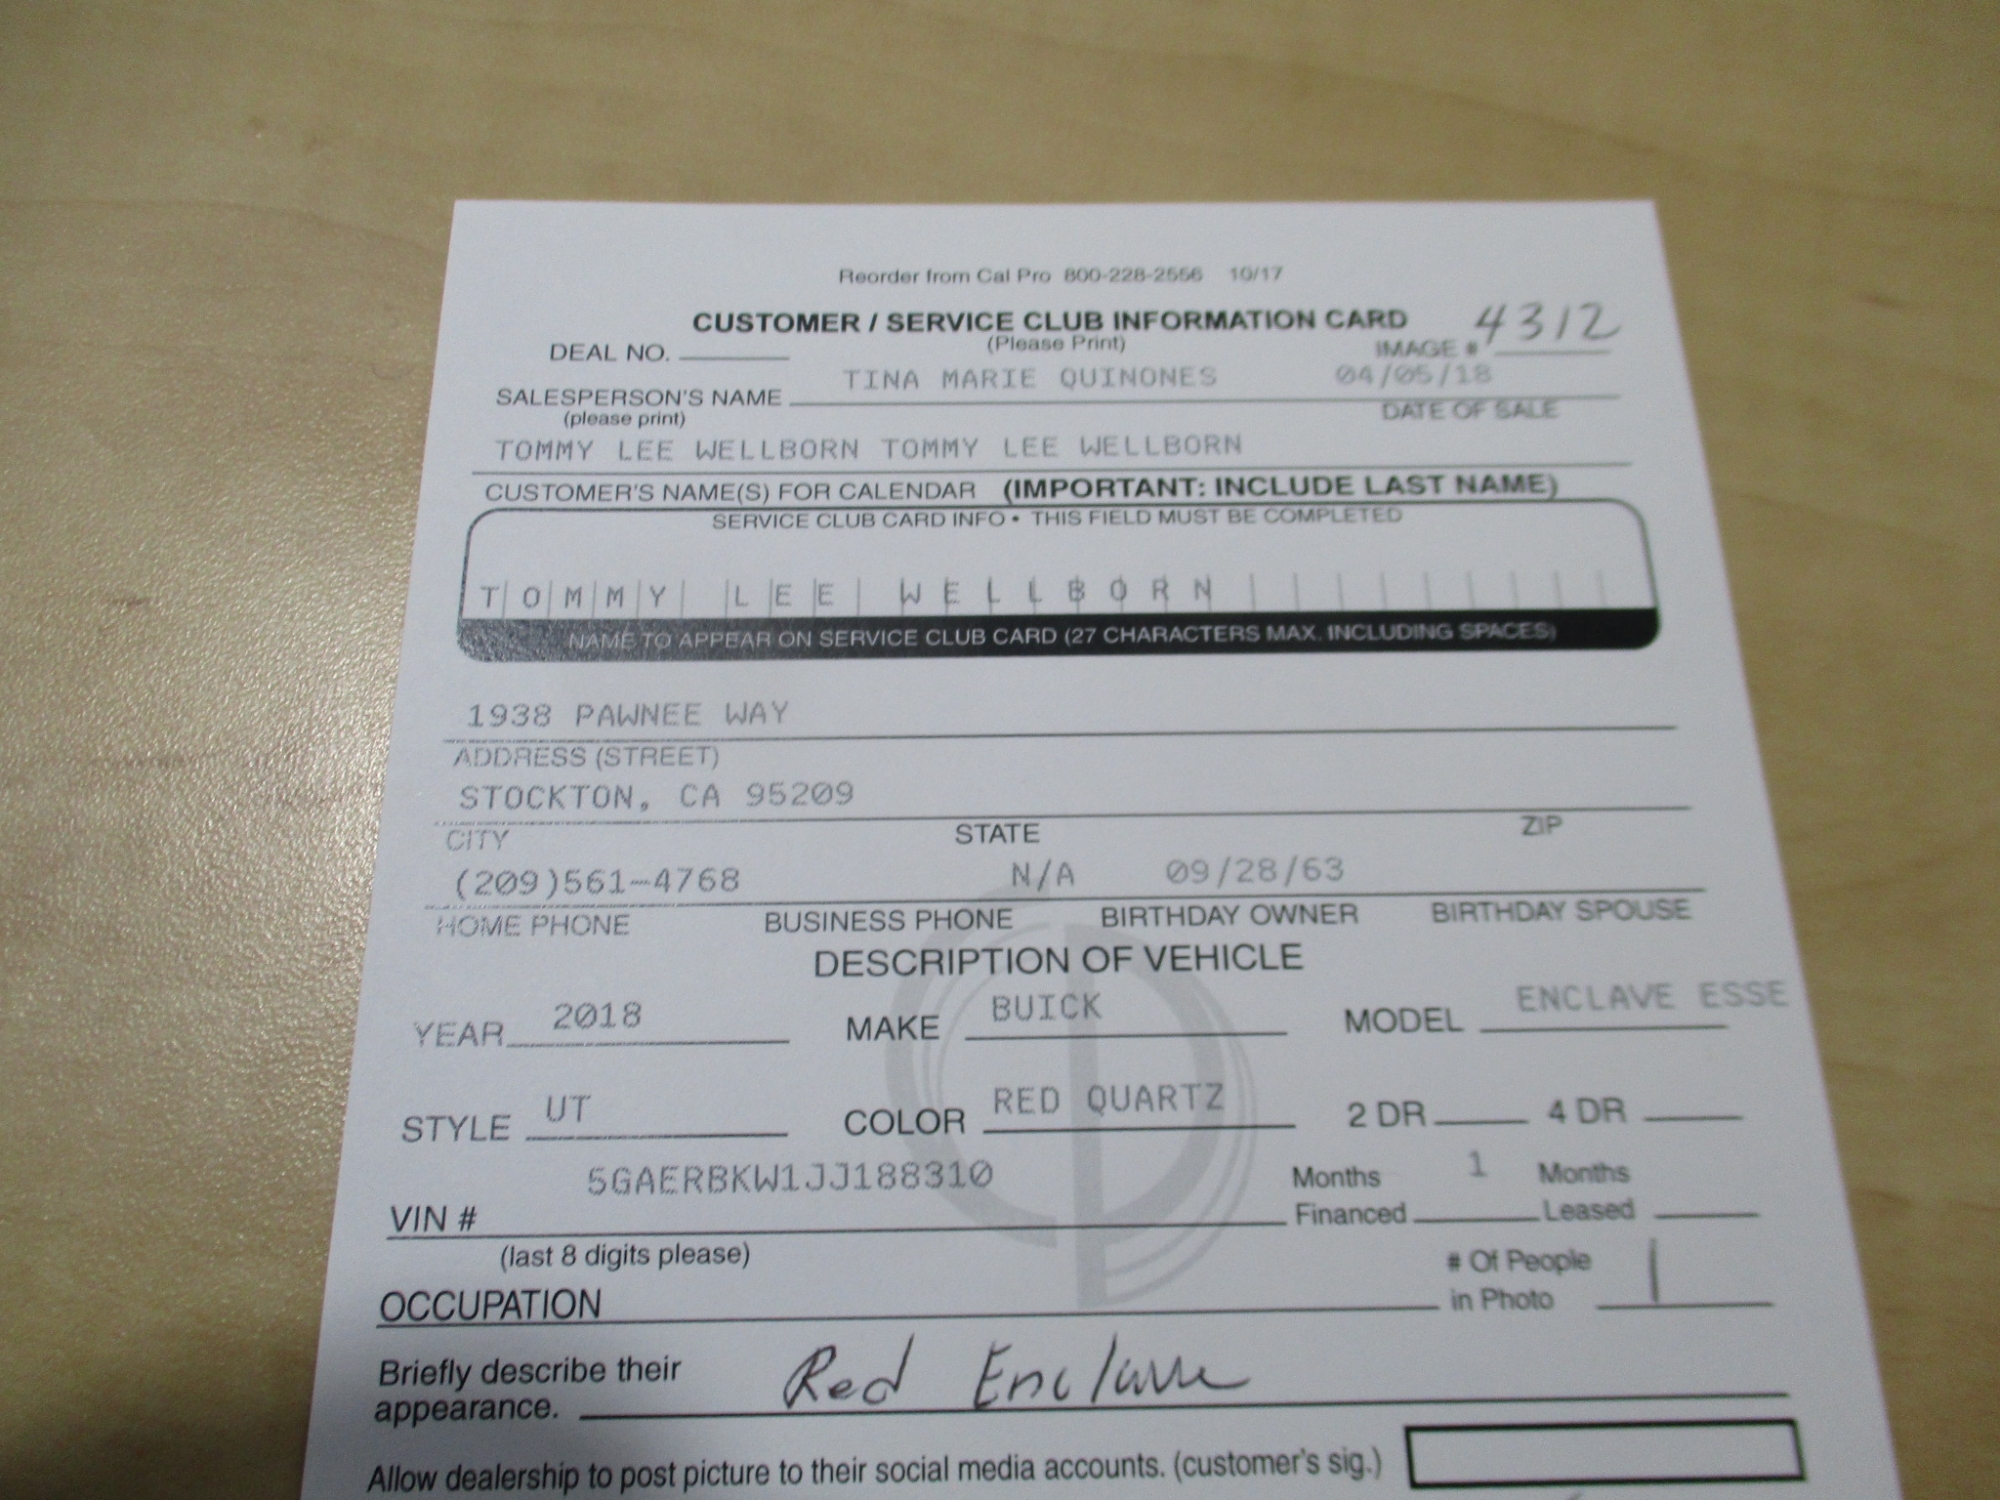 Reorder from Cal Pro 800-228-2556 10/17
CUSTOMER / SERVICE CLUB INFORMATION CARD
(Please Print)
DEAL NO. IMAGE # 4312
TINA MARIE QUINONES 04/05/18
SALESPERSON'S NAME DATE OF SALE
(please print)
TOMMY LEE WELLBORN TOMMY LEE WELLBORN
CUSTOMER'S NAME(S) FOR CALENDAR (IMPORTANT: INCLUDE LAST NAME)
SERVICE CLUB CARD INFO • THIS FIELD MUST BE COMPLETED
TOMMY LEE WELLBORN
NAME TO APPEAR ON SERVICE CLUB CARD (27 CHARACTERS MAX. INCLUDING SPACES)
1938 PAWNEE WAY
ADDRESS (STREET)
STOCKTON, CA 95209
CITY STATE ZIP
(209)561-4768 N/A 09/28/63
HOME PHONE BUSINESS PHONE BIRTHDAY OWNER BIRTHDAY SPOUSE
DESCRIPTION OF VEHICLE
YEAR 2018 MAKE BUICK MODEL ENCLAVE ESSE
STYLE UT COLOR RED QUARTZ 2 DR 4 DR
5GAERBKW1JJ188310 Months 1 Months
VIN # Financed Leased
(last 8 digits please) # Of People 1
OCCUPATION in Photo
Briefly describe their Red Enclave
appearance.
Allow dealership to post picture to their social media accounts. (customer's sig.)